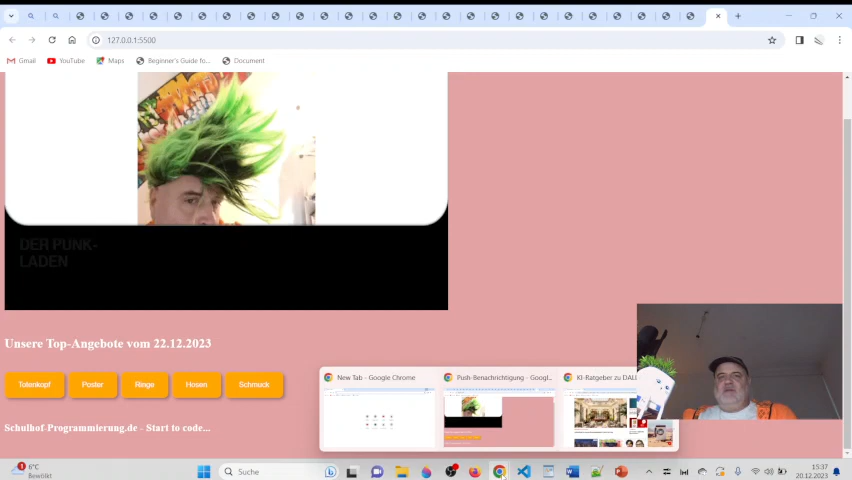 127.0.0.1:5500
Gmail
YouTube
Maps
Beginner's Guide fo...
Document
DER PUNK-
LADEN
Unsere Top-Angebote vom 22.12.2023
Totenkopf
Poster
Ringe
Hosen
Schmuck
Schulhof-Programmierung.de - Start to code...
New Tab - Google Chrome
Push-Benachrichtigung - Googl...
KI-Ratgeber zu DALL
1
6°C
Bewölkt
Suche
15:37
20.12.2023